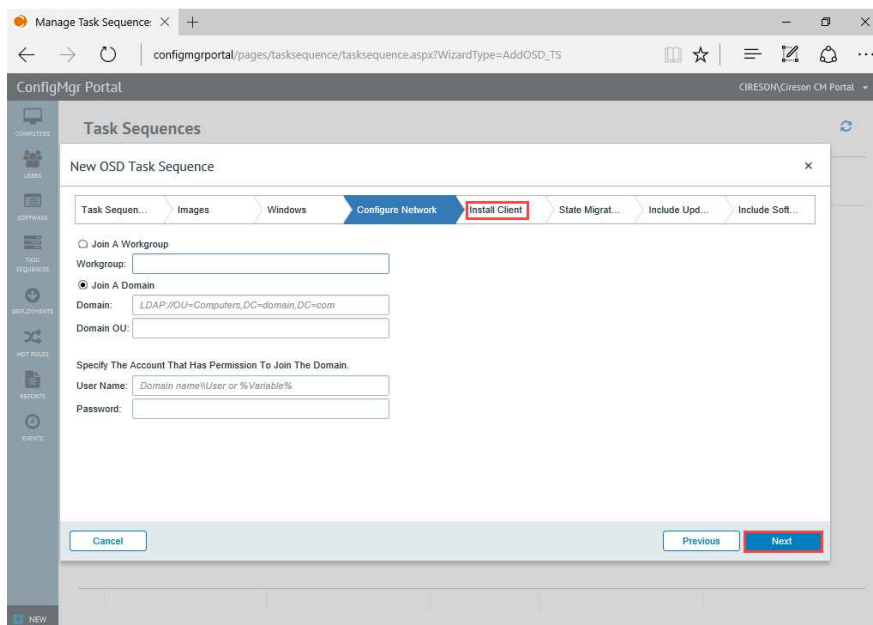 Manage Task Sequence:
configmgrportal/pages/tasksequence/tasksequence.aspx?WizardType=AddOSD_TS
ConfigMgr Portal
CIRESON\Cireson CM Portal
COMPUTERS
USERS
SOFTWARE
TASK SEQUENCES
DEPLOYMENTS
HOT ROLES
REPORTS
EVENTS
NEW
Task Sequences
New OSD Task Sequence
Task Sequen...
Images
Windows
Configure Network
Install Client
State Migrat...
Include Upd...
Include Soft...
Join A Workgroup
Workgroup:
Join A Domain
Domain: LDAP://OU=Computers,DC=domain,DC=com
Domain OU:
Specify The Account That Has Permission To Join The Domain.
User Name: Domain name\\User or %Variable%
Password:
Cancel
Previous
Next